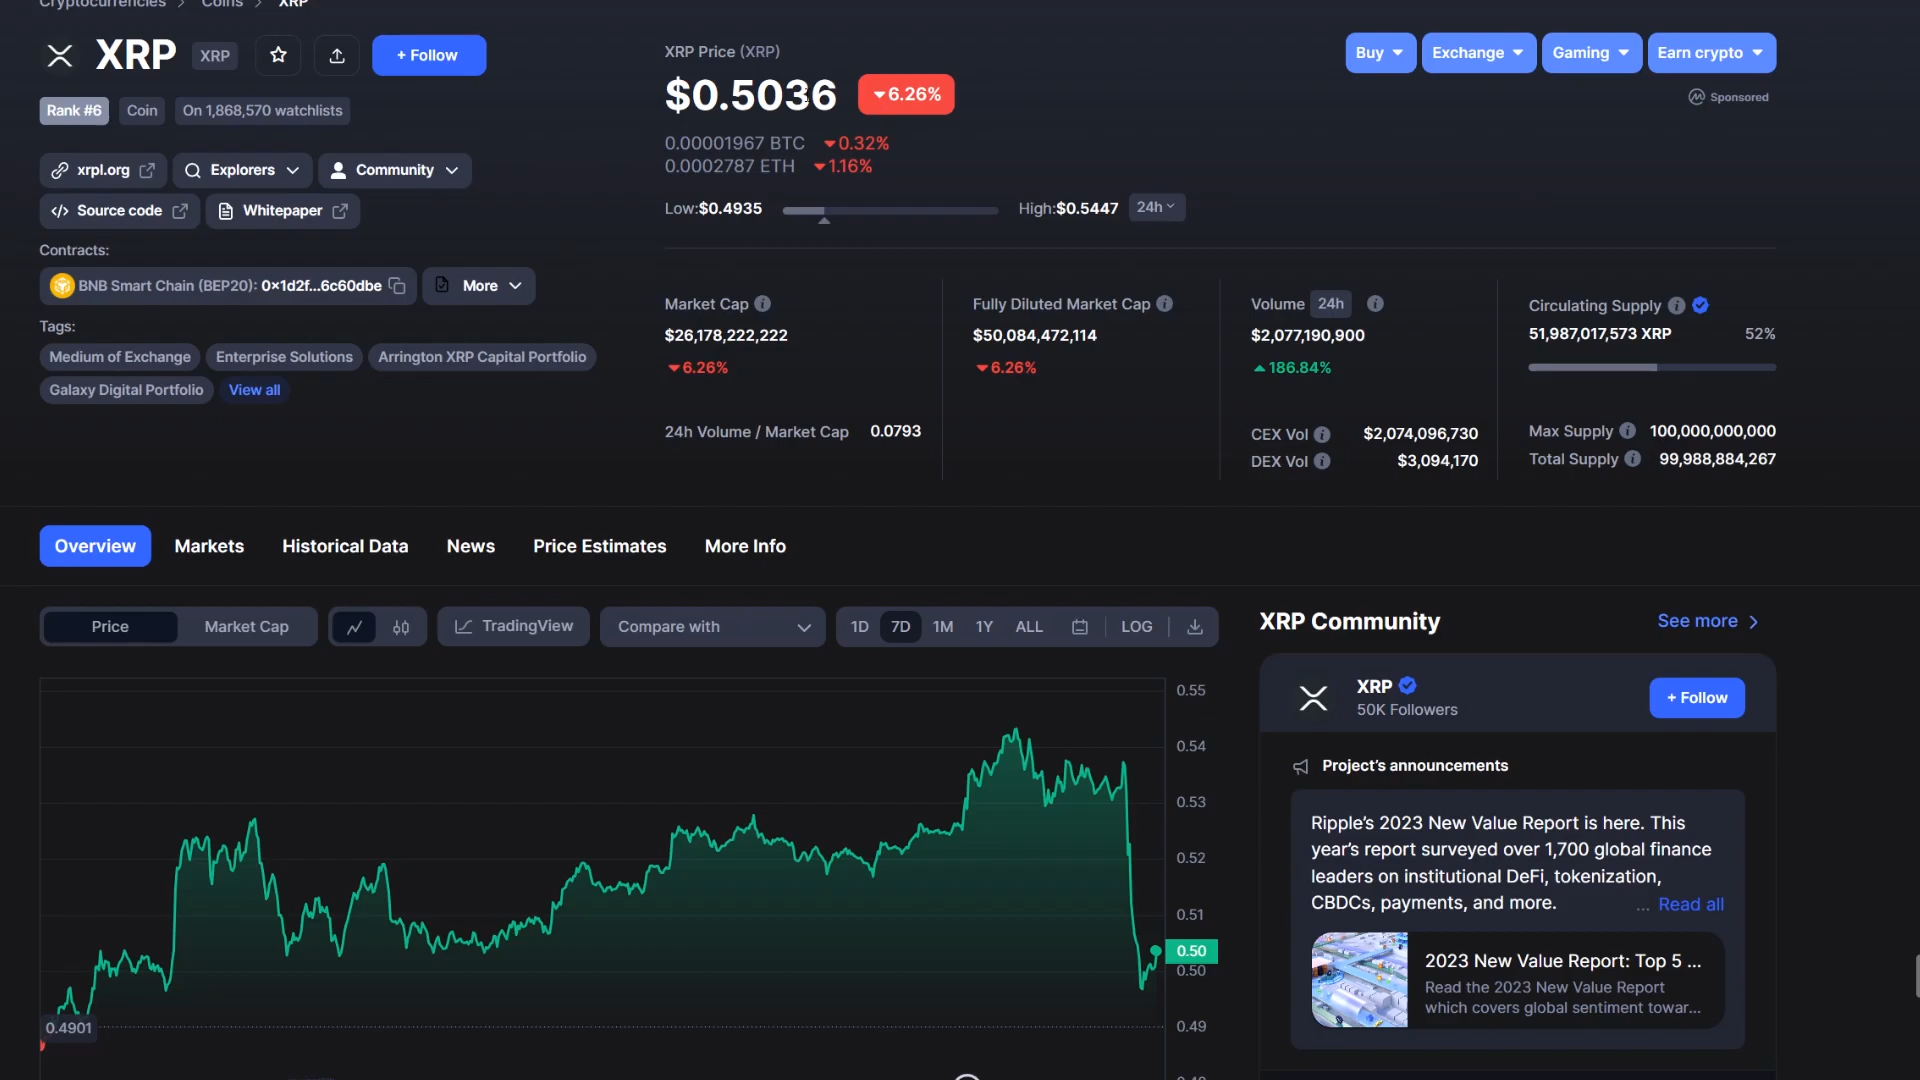 Cryptocurrencies > Coins > XRP
XRP XRP + Follow
Rank #6 Coin On 1,868,570 watchlists
xrpl.org Explorers Community
Source code Whitepaper
Contracts:
BNB Smart Chain (BEP20): 0x1d2f...6c60dbe More
Tags:
Medium of Exchange Enterprise Solutions Arrington XRP Capital Portfolio
Galaxy Digital Portfolio View all
XRP Price (XRP)
$0.5036 6.26%
0.00001967 BTC 0.32%
0.0002787 ETH 1.16%
Low:$0.4935 High:$0.5447 24h
Buy Exchange Gaming Earn crypto
Sponsored
Market Cap
$26,178,222,222
6.26%
24h Volume / Market Cap 0.0793
Fully Diluted Market Cap
$50,084,472,114
6.26%
Volume 24h
$2,077,190,900
186.84%
CEX Vol $2,074,096,730
DEX Vol $3,094,170
Circulating Supply
51,987,017,573 XRP 52%
Max Supply 100,000,000,000
Total Supply 99,988,884,267
Overview Markets Historical Data News Price Estimates More Info
Price Market Cap TradingView Compare with 1D 7D 1M 1Y ALL LOG
0.55
0.54
0.53
0.52
0.51
0.50
0.50
0.49
0.4901
XRP Community See more >
XRP + Follow
50K Followers
Project's announcements
Ripple's 2023 New Value Report is here. This
year's report surveyed over 1,700 global finance
leaders on institutional DeFi, tokenization,
CBDCs, payments, and more. ... Read all
2023 New Value Report: Top 5 ...
Read the 2023 New Value Report
which covers global sentiment towar...